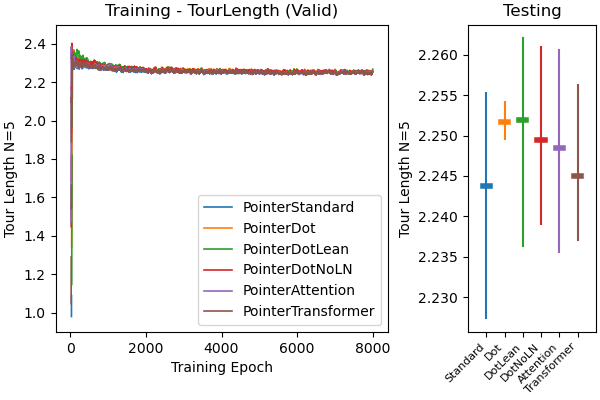 Training - TourLength (Valid)
Tour Length N=5
2.4
2.2
2.0
1.8
1.6
1.4
1.2
1.0
0
2000
4000
6000
8000
Training Epoch
PointerStandard
PointerDot
PointerDotLean
PointerDotNoLN
PointerAttention
PointerTransformer
Testing
Tour Length N=5
2.260
2.255
2.250
2.245
2.240
2.235
2.230
Standard
Dot
DotLean
DotNoLN
Attention
Transformer